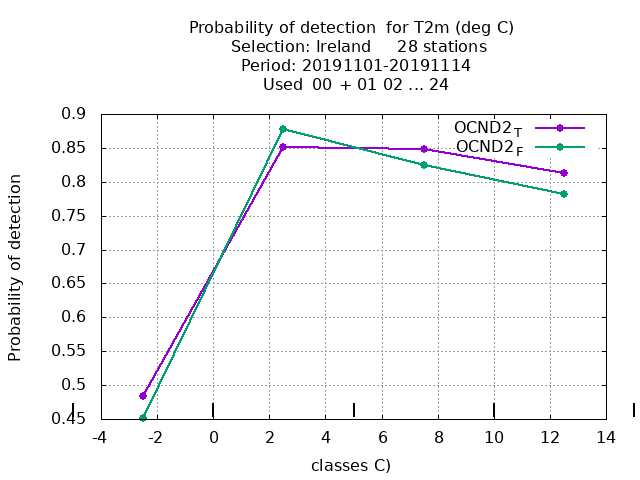 Probability of detection  for T2m (deg C)
Selection: Ireland     28 stations
Period: 20191101-20191114
Used  00  + 01 02 ... 24
OCND2T
OCND2F
0.9
0.85
0.8
0.75
0.7
0.65
0.6
0.55
0.5
0.45
Probability of detection
-4 -2 0 2 4 6 8 10 12 14
classes C)